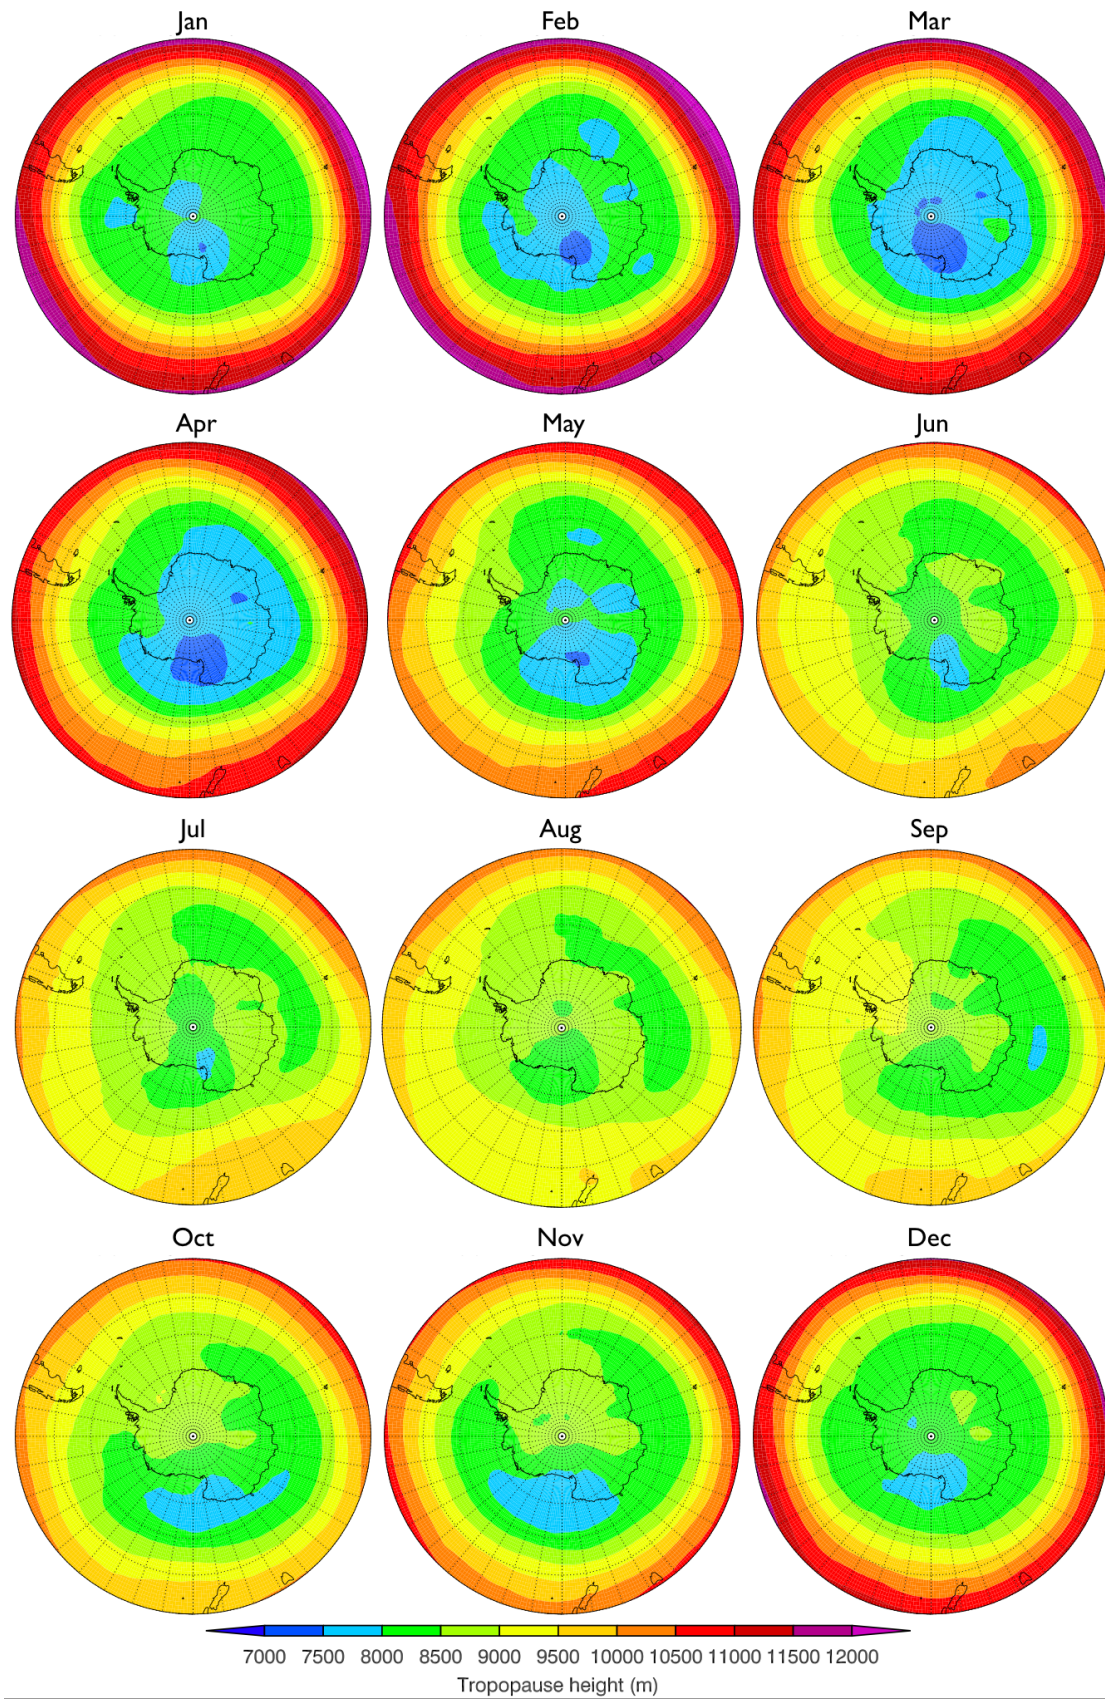 Jan Feb Mar
Apr May Jun
Jul Aug Sep
Oct Nov Dec
7000 7500 8000 8500 9000 9500 10000 10500 11000 11500 12000
Tropopause height (m)